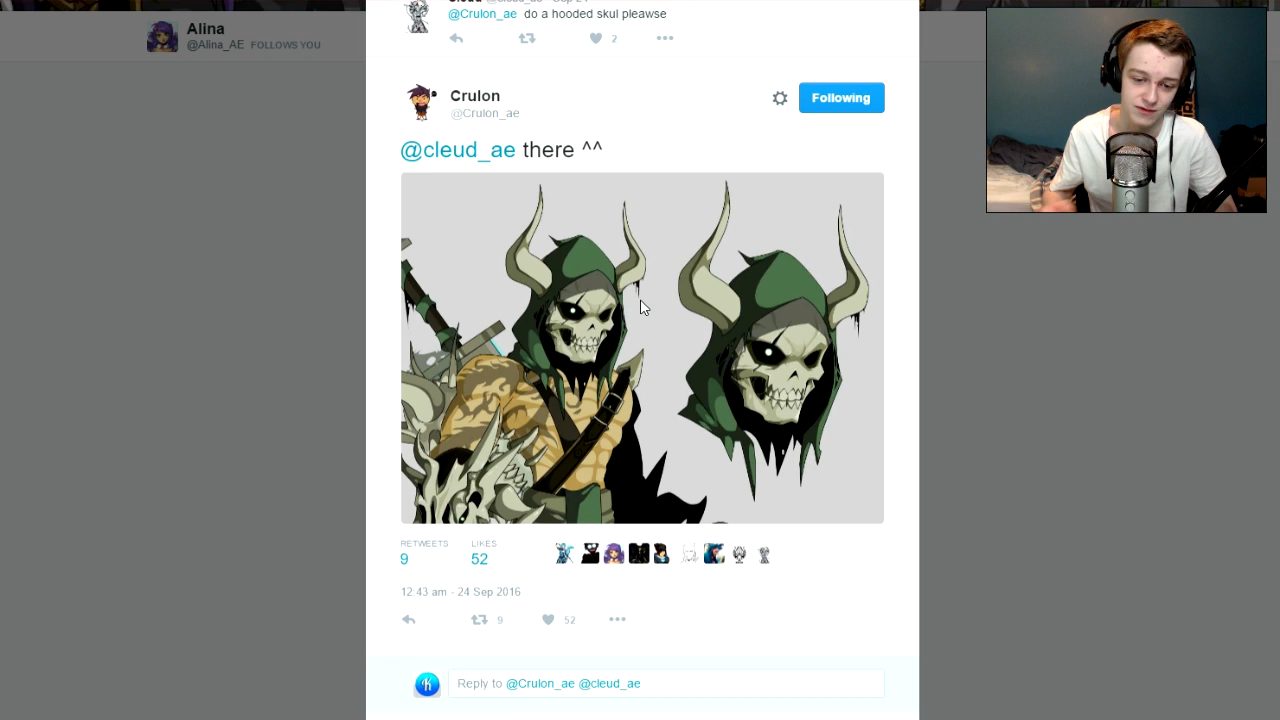 Alina
@Alina_AE FOLLOWS YOU
@Crulon_ae do a hooded skul pleawse
2
Crulon
@Crulon_ae
Following
@cleud_ae there ^^
RETWEETS
9
LIKES
52
12:43 am - 24 Sep 2016
9
52
Reply to @Crulon_ae @cleud_ae